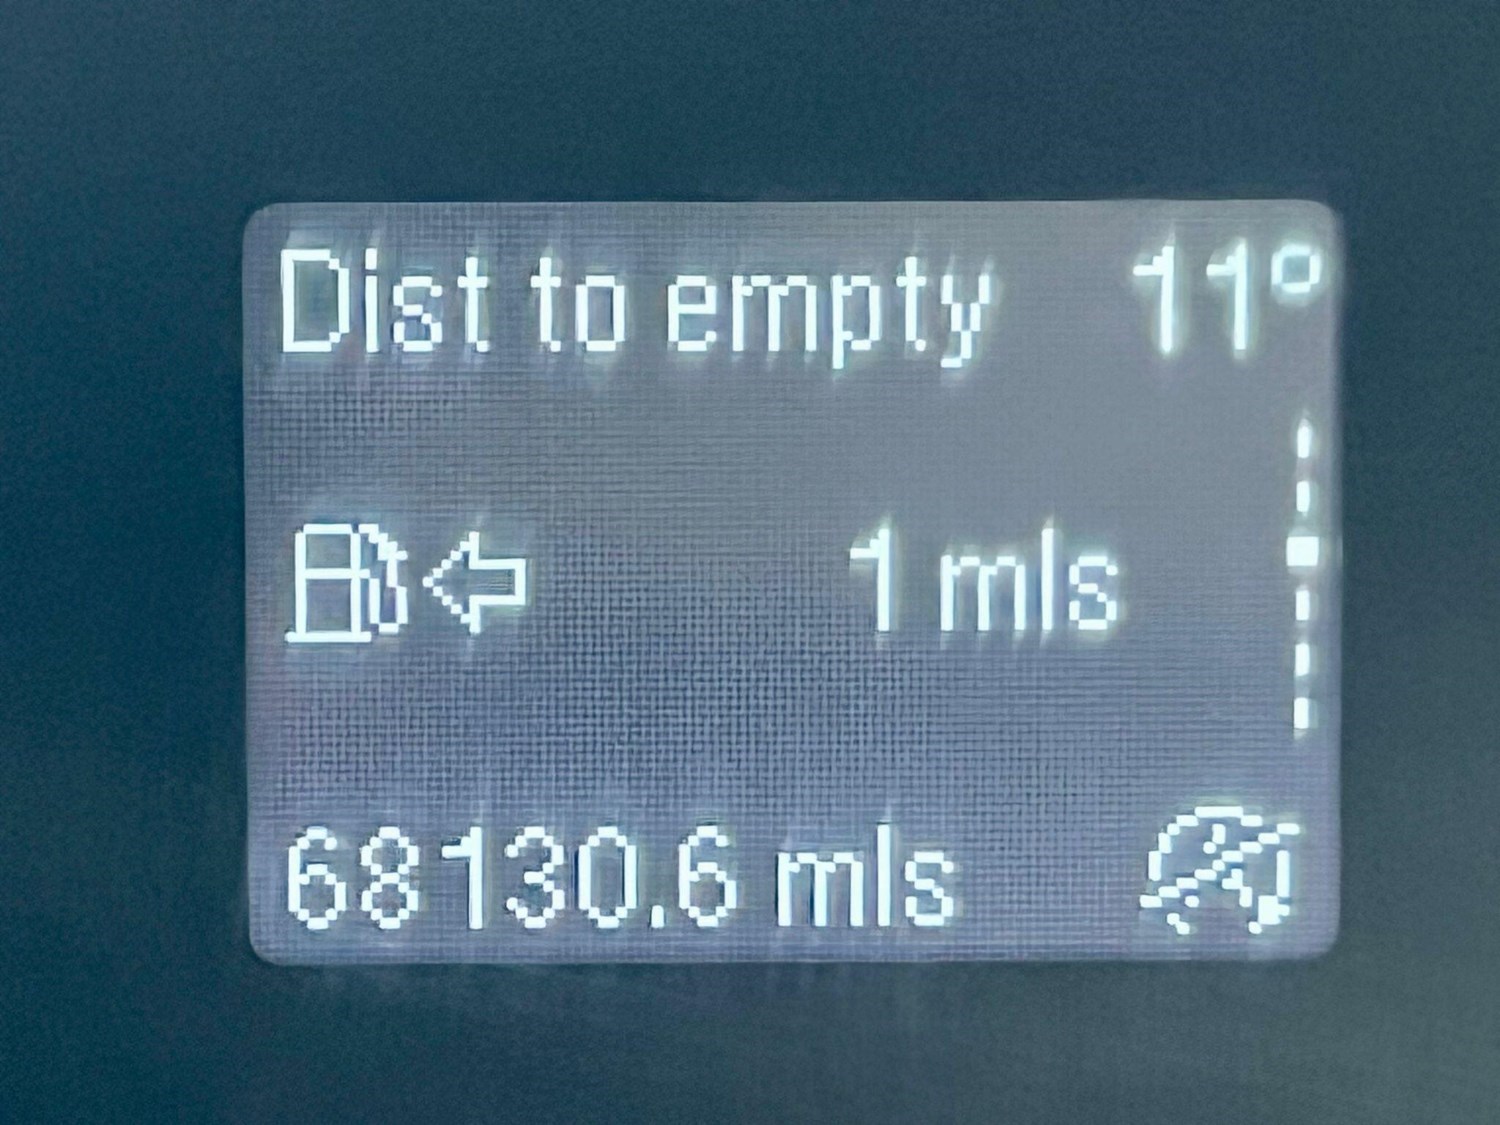 Dist to empty 11°
1 mls
68130.6 mls